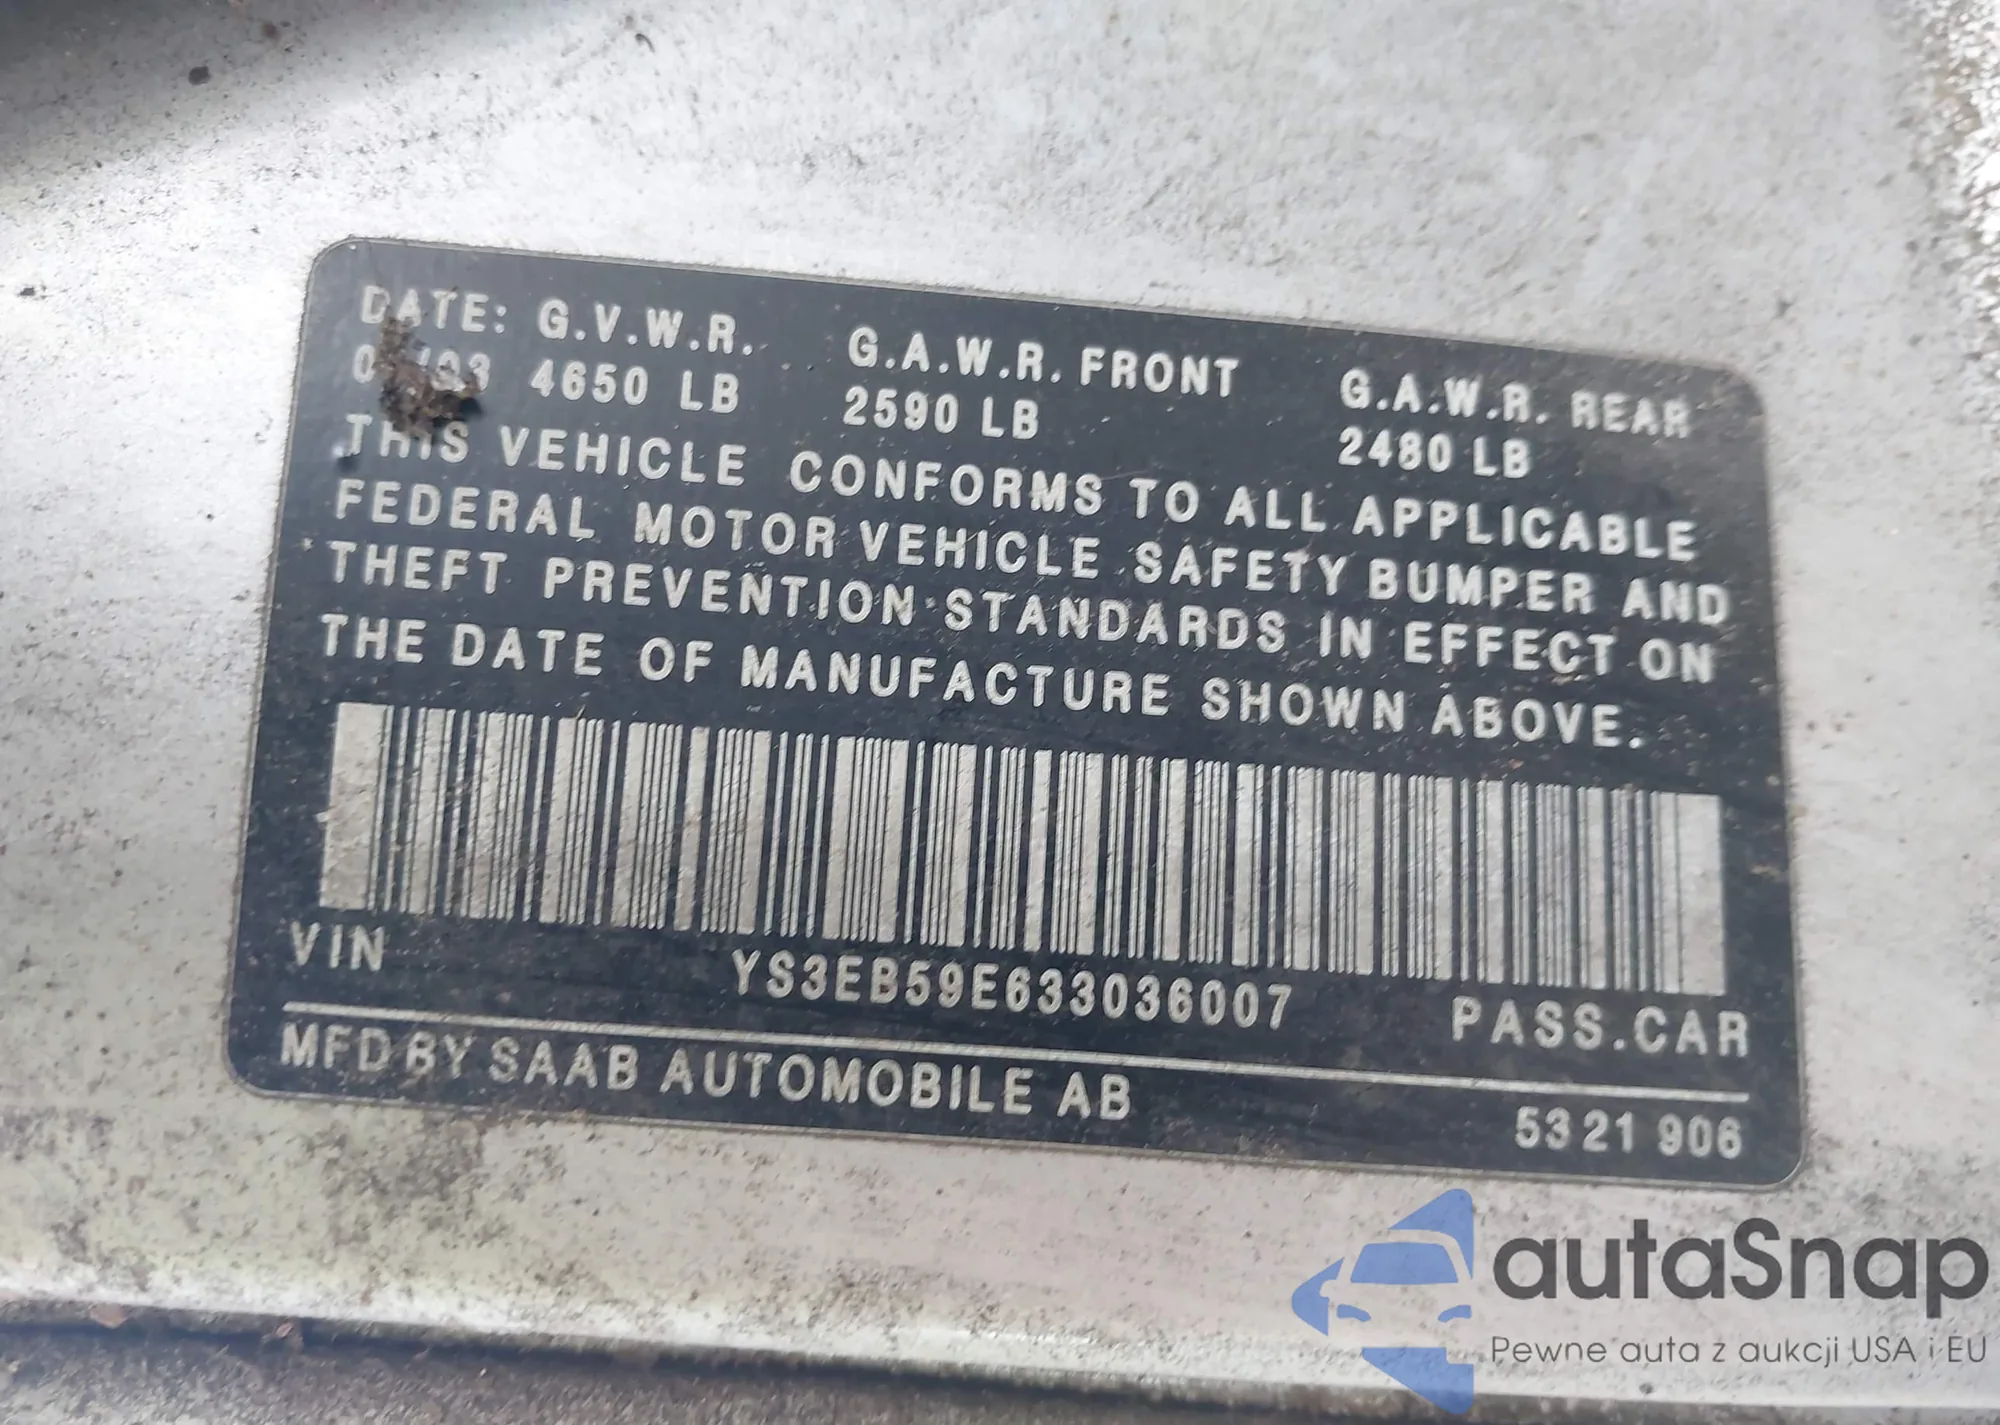 DATE: G.V.W.R. G.A.W.R. FRONT G.A.W.R. REAR
4650 LB 2590 LB 2480 LB
THIS VEHICLE CONFORMS TO ALL APPLICABLE
FEDERAL MOTOR VEHICLE SAFETY BUMPER AND
THEFT PREVENTION STANDARDS IN EFFECT ON
THE DATE OF MANUFACTURE SHOWN ABOVE.
VIN YS3EB59E633036007 PASS.CAR
MFD BY SAAB AUTOMOBILE AB
53 21 906
autaSnap
Pewne auta z aukcji USA i EU